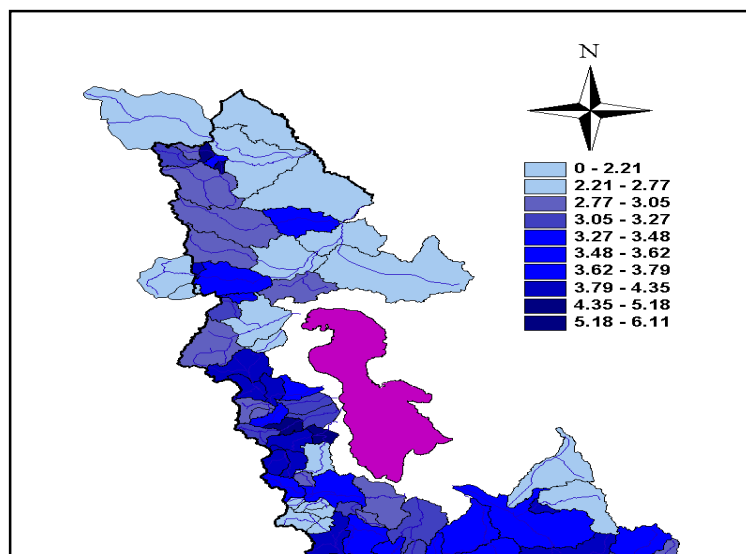 N
0 - 2.21
2.21 - 2.77
2.77 - 3.05
3.05 - 3.27
3.27 - 3.48
3.48 - 3.62
3.62 - 3.79
3.79 - 4.35
4.35 - 5.18
5.18 - 6.11